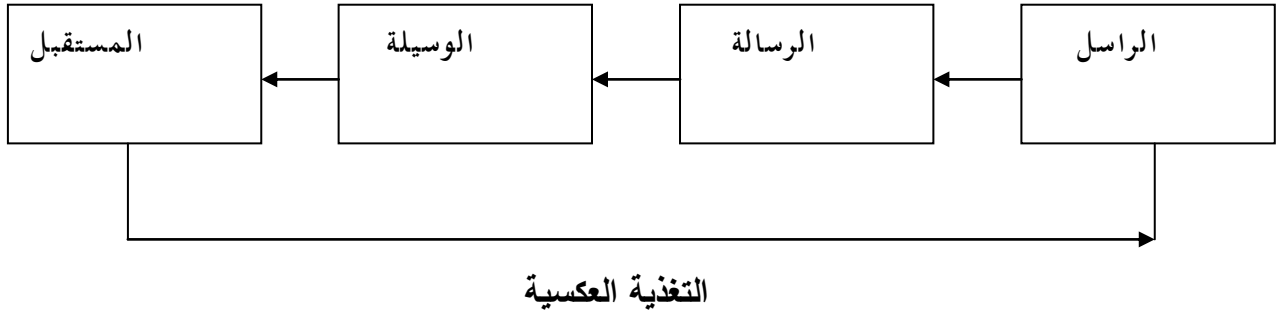 الراسل
الرسالة
الوسيلة
المستقبل
التغذية العكسية